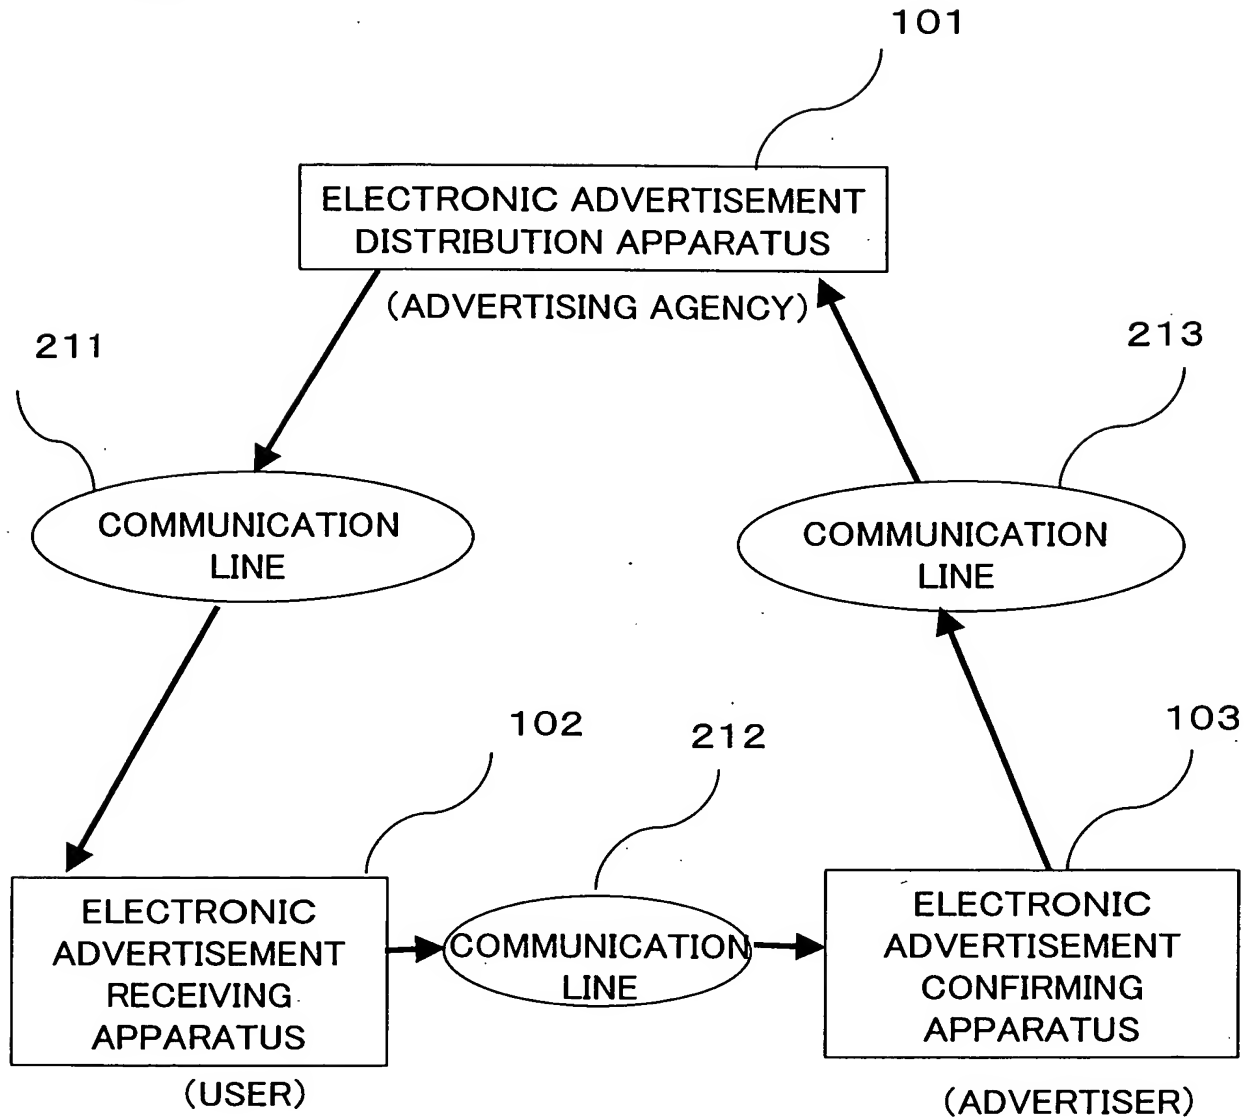 101
ELECTRONIC ADVERTISEMENT
DISTRIBUTION APPARATUS
(ADVERTISING AGENCY)
211
213
COMMUNICATION
LINE
COMMUNICATION
LINE
102
212
103
ELECTRONIC
ADVERTISEMENT
RECEIVING
APPARATUS
(USER)
COMMUNICATION
LINE
ELECTRONIC
ADVERTISEMENT
CONFIRMING
APPARATUS
(ADVERTISER)